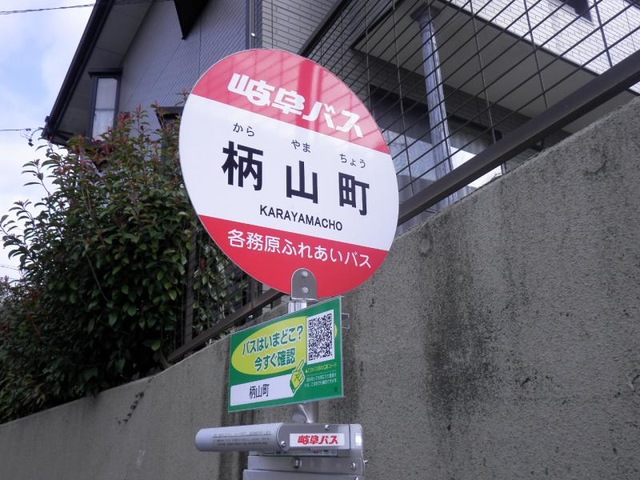 岐阜バス
から やま ちょう
柄山町
KARAYAMACHO
各務原ふれあいバス
バスはいまどこ?
今すぐ確認
柄山町
岐阜バス